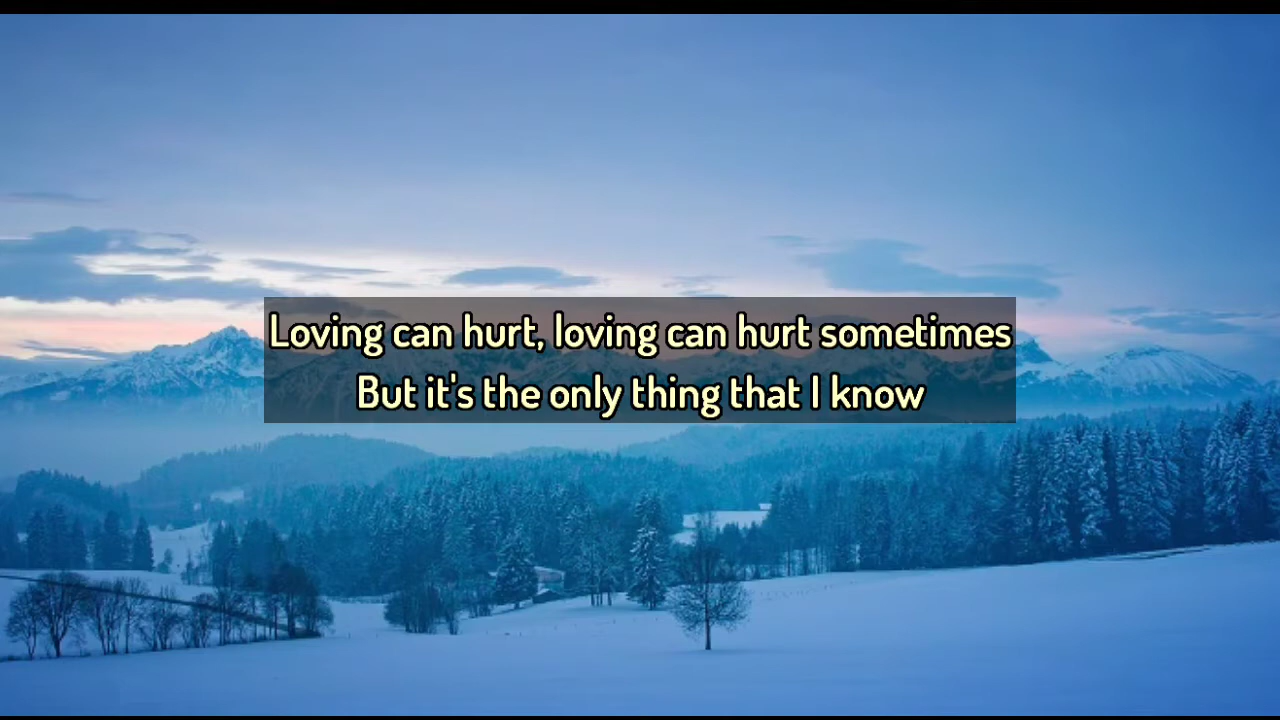 Loving can hurt, loving can hurt sometimes
But it's the only thing that I know